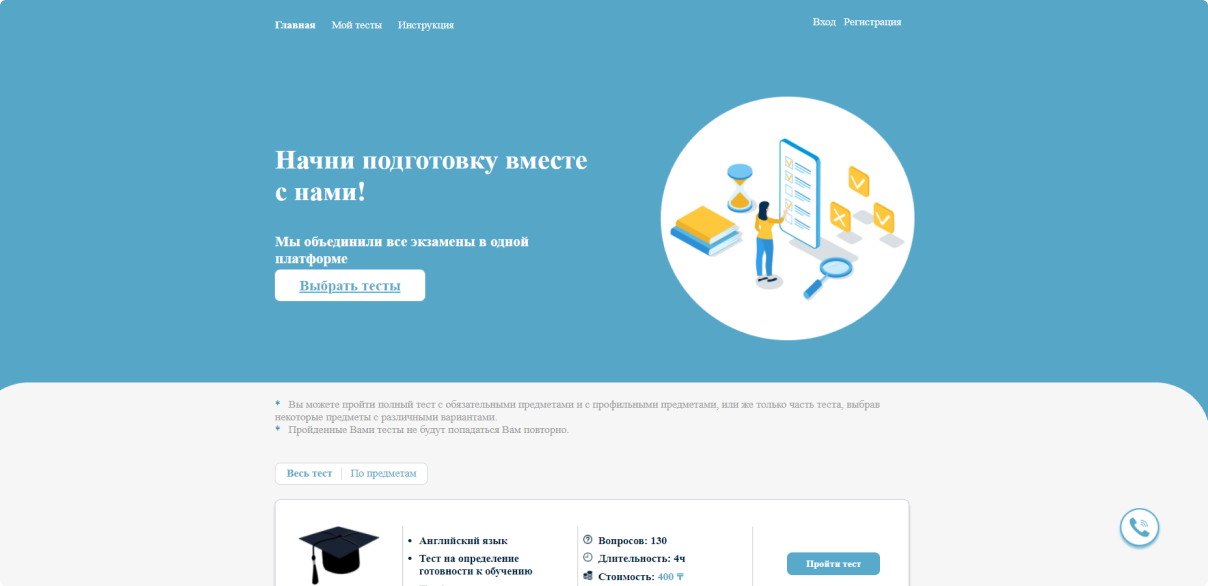 Главная Мой тесты Инструкция Вход Регистрация
Начни подготовку вместе
с нами!
Мы объединили все экзамены в одной
платформе
Выбрать тесты
* Вы можете пройти полный тест с обязательными предметами и с профильными предметами, или же только часть теста, выбрав
некоторые предметы с различными вариантами.
* Пройденные Вами тесты не будут попадаться Вам повторно.
Весь тест По предметам
• Английский язык
• Тест на определение
готовности к обучению
Вопросов: 130
Длительность: 4ч
Стоимость: 400 ₸
Пройти тест